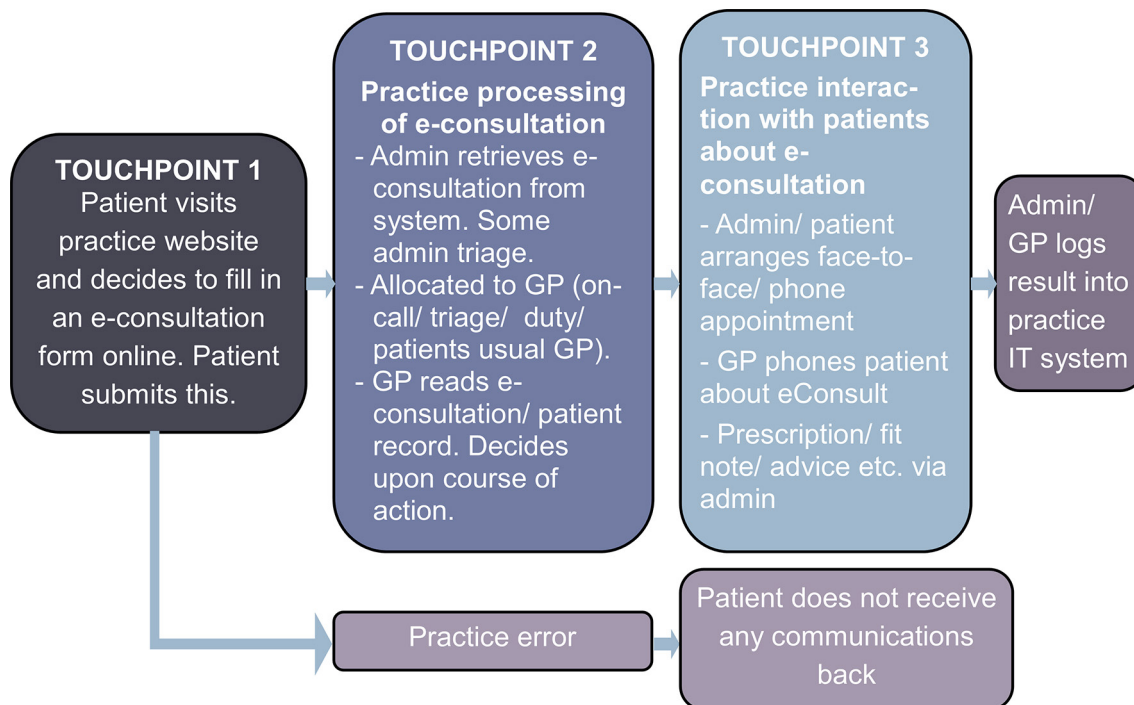 TOUCHPOINT 1
Patient visits
practice website
and decides to fill in
an e-consultation
form online. Patient
submits this.
TOUCHPOINT 2
Practice processing
of e-consultation
- Admin retrieves e-
consultation from
system. Some
admin triage.
- Allocated to GP (on-
call/ triage/ duty/
patients usual GP).
- GP reads e-
consultation/ patient
record. Decides
upon course of
action.
TOUCHPOINT 3
Practice interac-
tion with patients
about e-
consultation
- Admin/ patient
arranges face-to-
face/ phone
appointment
- GP phones patient
about eConsult
- Prescription/ fit
note/ advice etc. via
admin
Admin/
GP logs
result into
practice
IT system
Practice error
Patient does not receive
any communications
back